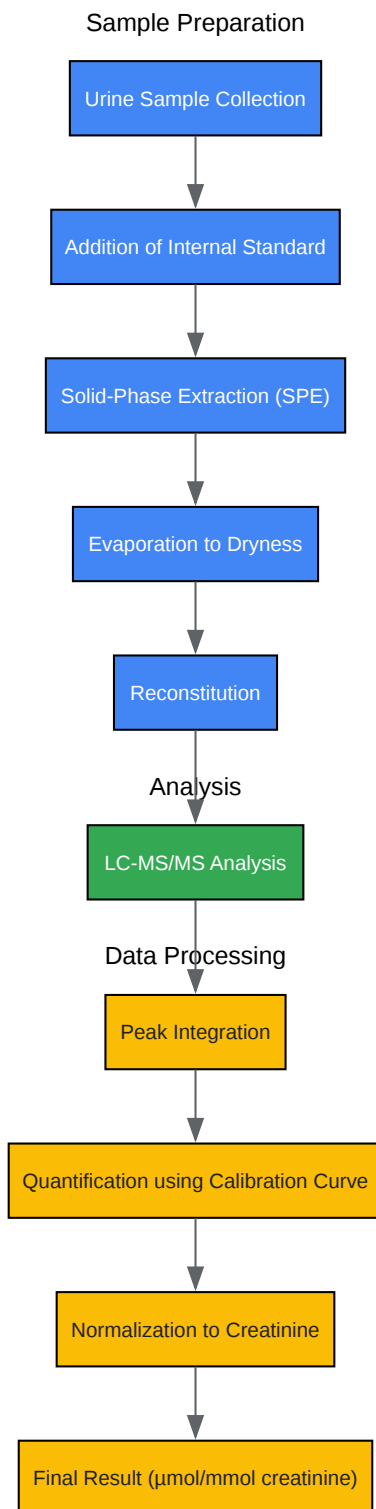 Sample Preparation
Urine Sample Collection
Addition of Internal Standard
Solid-Phase Extraction (SPE)
Evaporation to Dryness
Reconstitution
Analysis
LC-MS/MS Analysis
Data Processing
Peak Integration
Quantification using Calibration Curve
Normalization to Creatinine
Final Result (µmol/mmol creatinine)